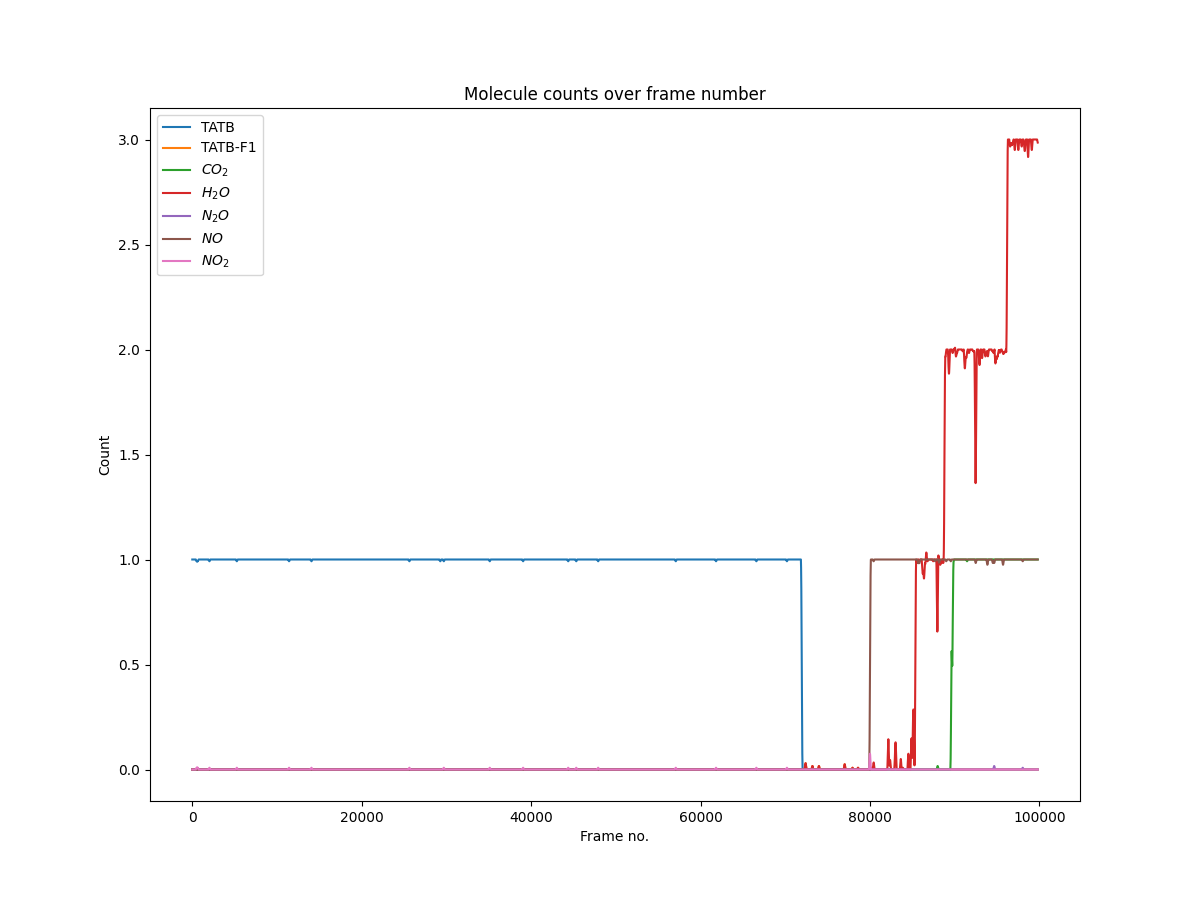 Molecule counts over frame number
TATB
TATB-F1
CO₂
H₂O
N₂O
NO
NO₂
3.0
2.5
2.0
1.5
1.0
0.5
0.0
Count
0 20000 40000 60000 80000 100000
Frame no.